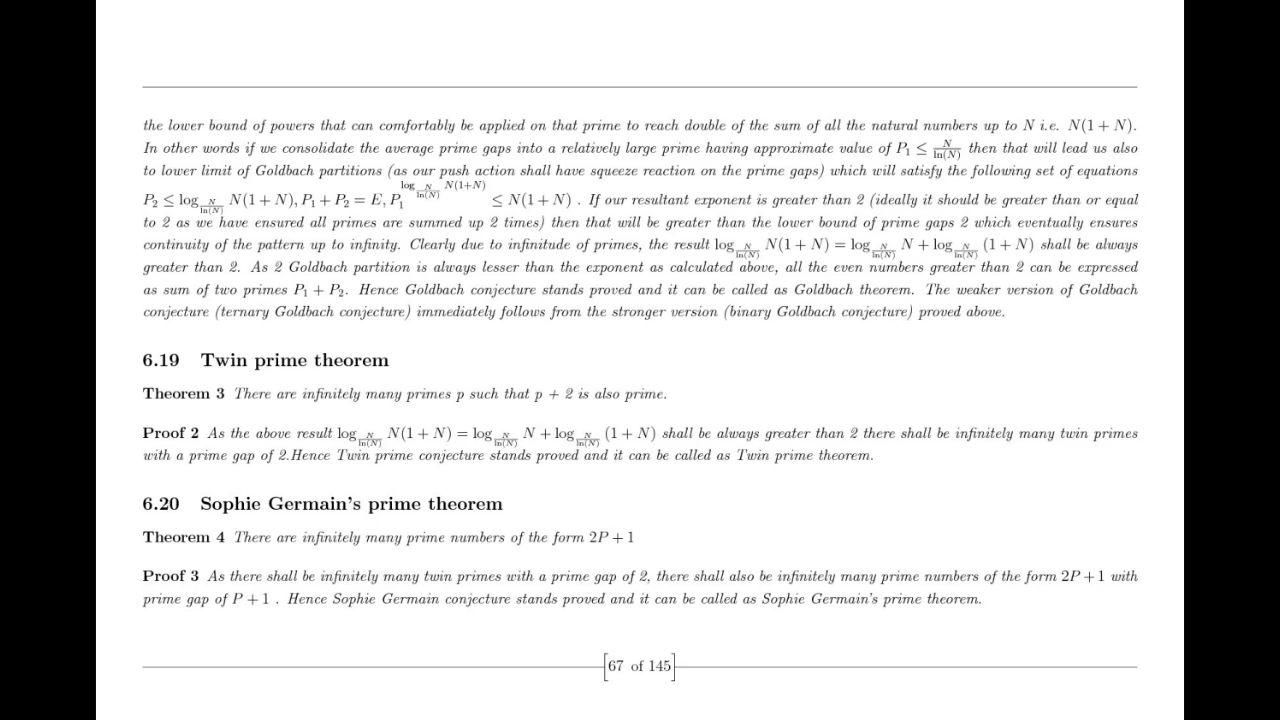 the lower bound of powers that can comfortably be applied on that prime to reach double of the sum of all the natural numbers up to N i.e. N(1 + N).
In other words if we consolidate the average prime gaps into a relatively large prime having approximate value of P₁ ≤ N/ln(N) then that will lead us also
to lower limit of Goldbach partitions (as our push action shall have squeeze reaction on the prime gaps) which will satisfy the following set of equations
P₂ ≤ log_{N/ln(N)} N(1 + N), P₁ + P₂ = E, P₁^{log_{N/ln(N)} N(1+N)} ≤ N(1 + N) . If our resultant exponent is greater than 2 (ideally it should be greater than or equal
to 2 as we have ensured all primes are summed up 2 times) then that will be greater than the lower bound of prime gaps 2 which eventually ensures
continuity of the pattern up to infinity. Clearly due to infinitude of primes, the result log_{N/ln(N)} N(1 + N) = log_{N/ln(N)} N + log_{N/ln(N)} (1 + N) shall be always
greater than 2. As 2 Goldbach partition is always lesser than the exponent as calculated above, all the even numbers greater than 2 can be expressed
as sum of two primes P₁ + P₂. Hence Goldbach conjecture stands proved and it can be called as Goldbach theorem. The weaker version of Goldbach
conjecture (ternary Goldbach conjecture) immediately follows from the stronger version (binary Goldbach conjecture) proved above.
6.19 Twin prime theorem
Theorem 3 There are infinitely many primes p such that p + 2 is also prime.
Proof 2 As the above result log_{N/ln(N)} N(1 + N) = log_{N/ln(N)} N + log_{N/ln(N)} (1 + N) shall be always greater than 2 there shall be infinitely many twin primes
with a prime gap of 2.Hence Twin prime conjecture stands proved and it can be called as Twin prime theorem.
6.20 Sophie Germain's prime theorem
Theorem 4 There are infinitely many prime numbers of the form 2P + 1
Proof 3 As there shall be infinitely many twin primes with a prime gap of 2, there shall also be infinitely many prime numbers of the form 2P + 1 with
prime gap of P + 1 . Hence Sophie Germain conjecture stands proved and it can be called as Sophie Germain's prime theorem.
[67 of 145]